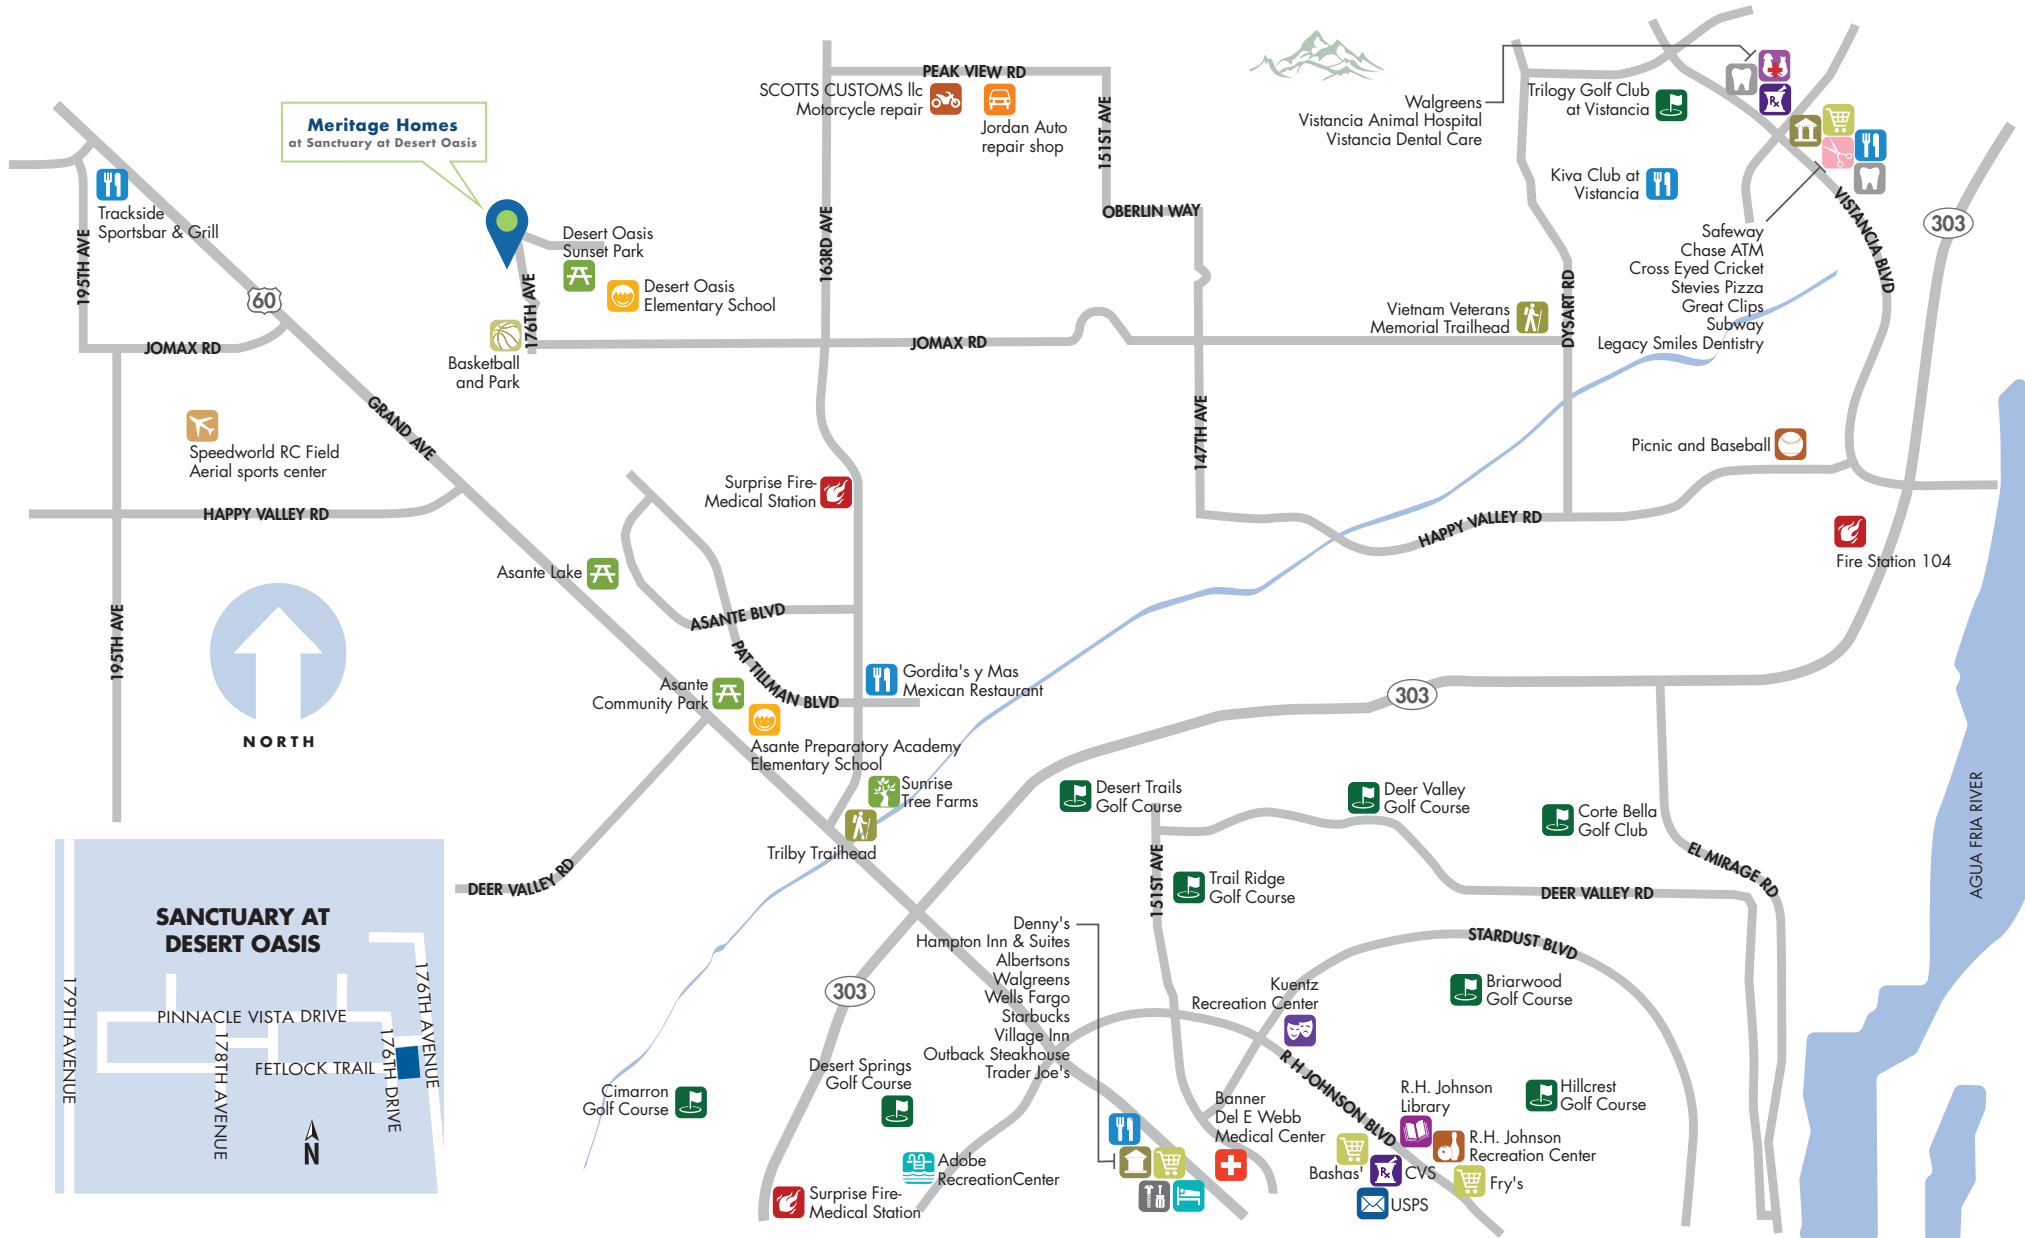 Meritage Homes
at Sanctuary at Desert Oasis
PEAK VIEW RD
SCOTTS CUSTOMS llc
Motorcycle repair
Jordan Auto
repair shop
151ST AVE
Walgreens
Vistancia Animal Hospital
Vistancia Dental Care
Trilogy Golf Club
at Vistancia
Kiva Club at
Vistancia
VISTANCIA BLVD
303
Safeway
Chase ATM
Cross Eyed Cricket
Stevies Pizza
Great Clips
Subway
Legacy Smiles Dentistry
Trackside
Sportsbar & Grill
195TH AVE
60
JOMAX RD
Desert Oasis
Sunset Park
Desert Oasis
Elementary School
176TH AVE
Basketball
and Park
163RD AVE
OBERLIN WAY
JOMAX RD
Vietnam Veterans
Memorial Trailhead
DYSART RD
147TH AVE
GRAND AVE
Speedworld RC Field
Aerial sports center
HAPPY VALLEY RD
Surprise Fire-
Medical Station
Picnic and Baseball
HAPPY VALLEY RD
Fire Station 104
Asante Lake
195TH AVE
ASANTE BLVD
PAT TILLMAN BLVD
Gordita's y Mas
Mexican Restaurant
Asante
Community Park
Asante Preparatory Academy
Elementary School
Sunrise
Tree Farms
Trilby Trailhead
NORTH
303
DEER VALLEY RD
Desert Trails
Golf Course
Deer Valley
Golf Course
Corte Bella
Golf Club
EL MIRAGE RD
AGUA FRIA RIVER
151ST AVE
Trail Ridge
Golf Course
DEER VALLEY RD
STARDUST BLVD
Briarwood
Golf Course
Kuentz
Recreation Center
303
Denny's
Hampton Inn & Suites
Albertsons
Walgreens
Wells Fargo
Starbucks
Village Inn
Outback Steakhouse
Trader Joe's
Desert Springs
Golf Course
Cimarron
Golf Course
Adobe
RecreationCenter
Surprise Fire-
Medical Station
Banner
Del E Webb
Medical Center
R H JOHNSON BLVD
R.H. Johnson
Library
Hillcrest
Golf Course
R.H. Johnson
Recreation Center
Bashas'
Rx
CVS
Fry's
USPS
Rx
SANCTUARY AT
DESERT OASIS
179TH AVENUE
PINNACLE VISTA DRIVE
178TH AVENUE
FETLOCK TRAIL
176TH DRIVE
176TH AVENUE
N